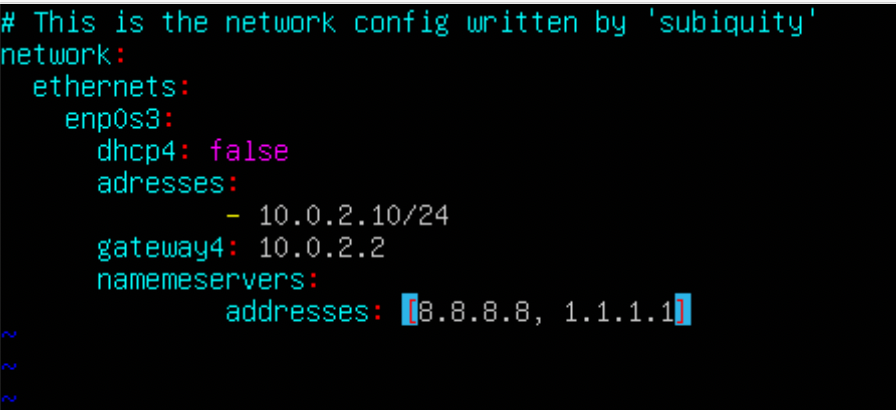 # This is the network config written by 'subiquity'
network:
  ethernets:
    enp0s3:
      dhcp4: false
      adresses:
              - 10.0.2.10/24
      gateway4: 10.0.2.2
      namemeservers:
              addresses: [8.8.8.8, 1.1.1.1]
~
~
~